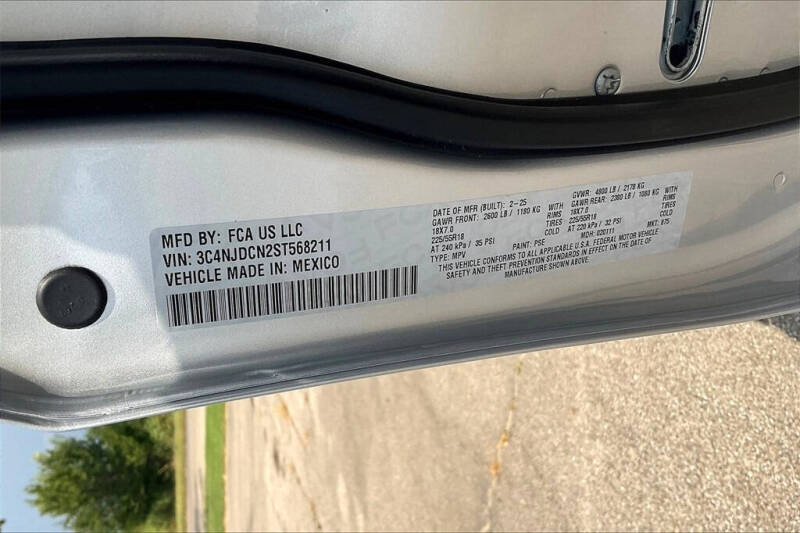 MFD BY: FCA US LLC
VIN: 3C4NJDCN2ST568211
VEHICLE MADE IN: MEXICO
DATE OF MFR (BUILT): 2-25 GVWR: 4800 LB / 2178 KG
GAWR FRONT: 2600 LB / 1180 KG WITH GAWR REAR: 2380 LB / 1080 KG WITH
18X7.0 RIMS 18X7.0 RIMS
225/55R18 TIRES 225/55R18 TIRES
AT 240 kPa / 35 PSI COLD AT 220 kPa / 32 PSI COLD
TYPE: MPV PAINT: PSE MDH: 020111 MKT: 875
THIS VEHICLE CONFORMS TO ALL APPLICABLE U.S.A. FEDERAL MOTOR VEHICLE
SAFETY AND THEFT PREVENTION STANDARDS IN EFFECT ON THE DATE OF
MANUFACTURE SHOWN ABOVE.